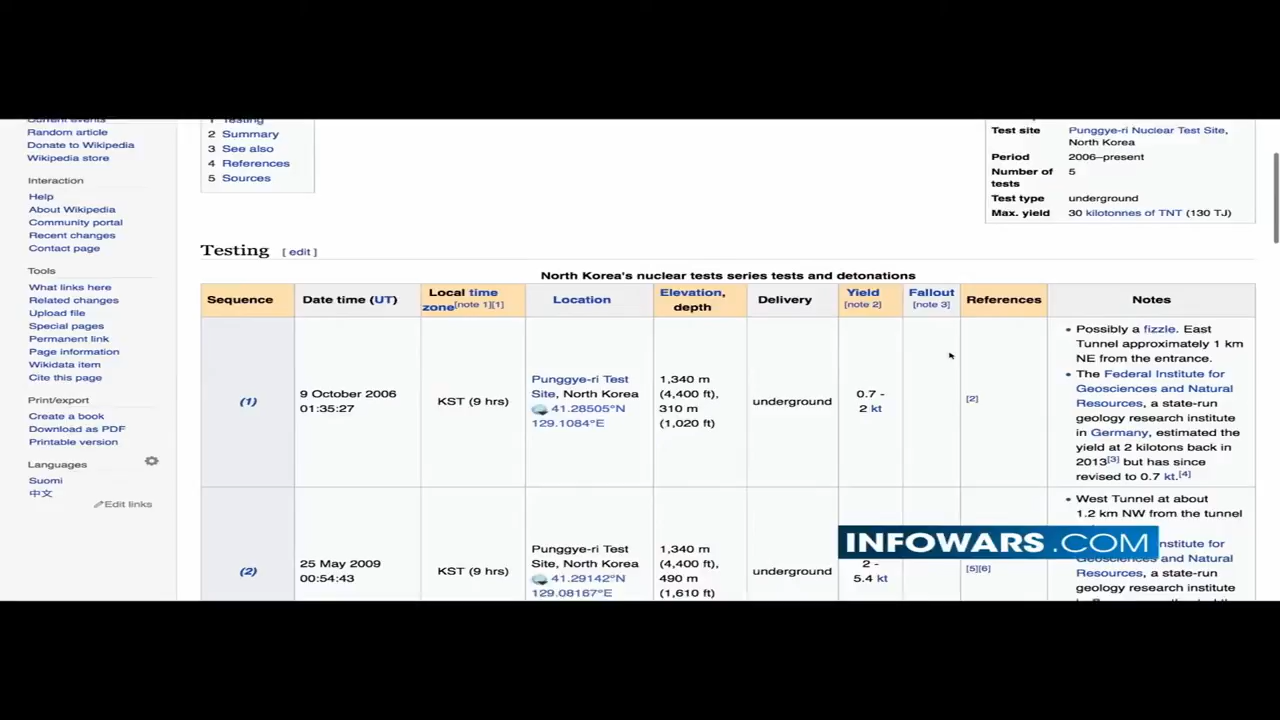 Current events
Random article
Donate to Wikipedia
Wikipedia store
Interaction
Help
About Wikipedia
Community portal
Recent changes
Contact page
Tools
What links here
Related changes
Upload file
Special pages
Permanent link
Page information
Wikidata item
Cite this page
Print/export
Create a book
Download as PDF
Printable version
Languages
Suomi
中文
Edit links
1 Testing
2 Summary
3 See also
4 References
5 Sources
Test site Punggye-ri Nuclear Test Site,
North Korea
Period 2006–present
Number of 5
tests
Test type underground
Max. yield 30 kilotonnes of TNT (130 TJ)
Testing [ edit ]
North Korea's nuclear tests series tests and detonations
Sequence
Date time (UT)
Local time
zone[note 1][1]
Location
Elevation,
depth
Delivery
Yield
[note 2]
Fallout
[note 3]
References
Notes
(1)
9 October 2006
01:35:27
KST (9 hrs)
Punggye-ri Test
Site, North Korea
41.28505°N
129.1084°E
1,340 m
(4,400 ft),
310 m
(1,020 ft)
underground
0.7 -
2 kt
[2]
• Possibly a fizzle. East
Tunnel approximately 1 km
NE from the entrance.
• The Federal Institute for
Geosciences and Natural
Resources, a state-run
geology research institute
in Germany, estimated the
yield at 2 kilotons back in
2013[3] but has since
revised to 0.7 kt.[4]
(2)
25 May 2009
00:54:43
KST (9 hrs)
Punggye-ri Test
Site, North Korea
41.29142°N
129.08167°E
1,340 m
(4,400 ft),
490 m
(1,610 ft)
underground
2 -
5.4 kt
[5][6]
• West Tunnel at about
1.2 km NW from the tunnel
nstitute for
and Natural
Resources, a state-run
geology research institute
INFOWARS.COM